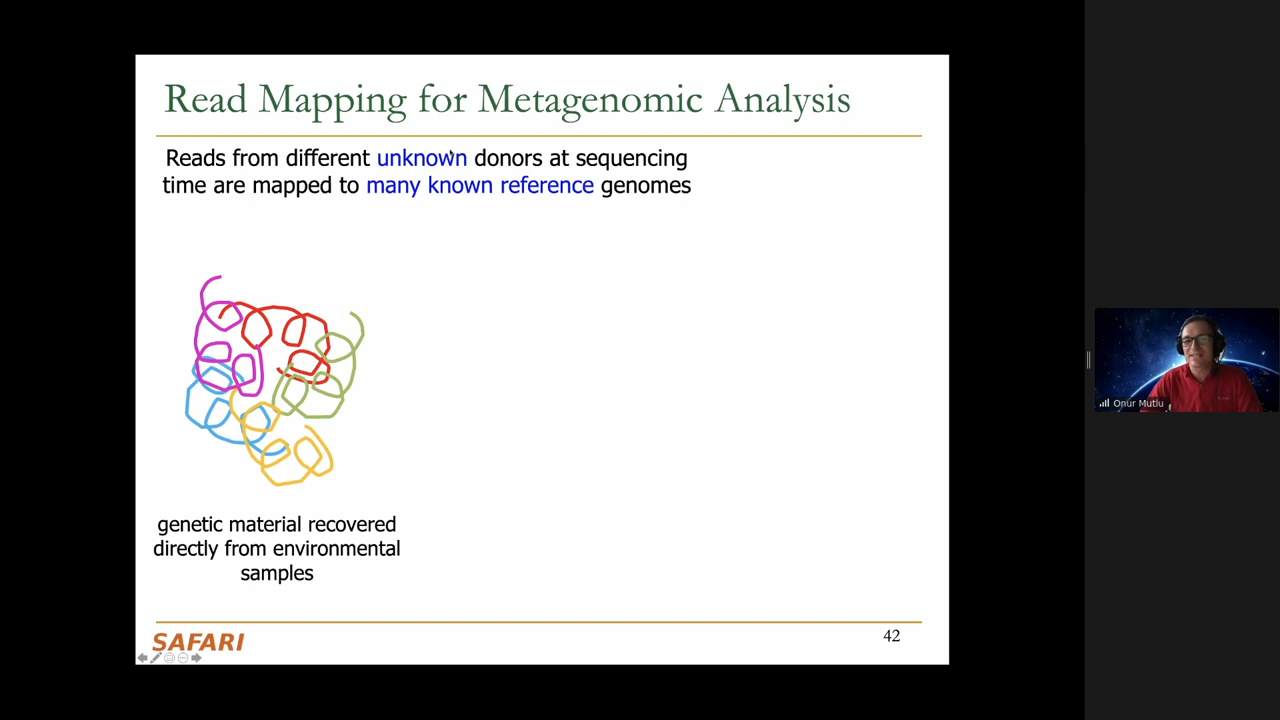 Read Mapping for Metagenomic Analysis
Reads from different unknown donors at sequencing
time are mapped to many known reference genomes
genetic material recovered
directly from environmental
samples
SAFARI
42
Onur Mutlu